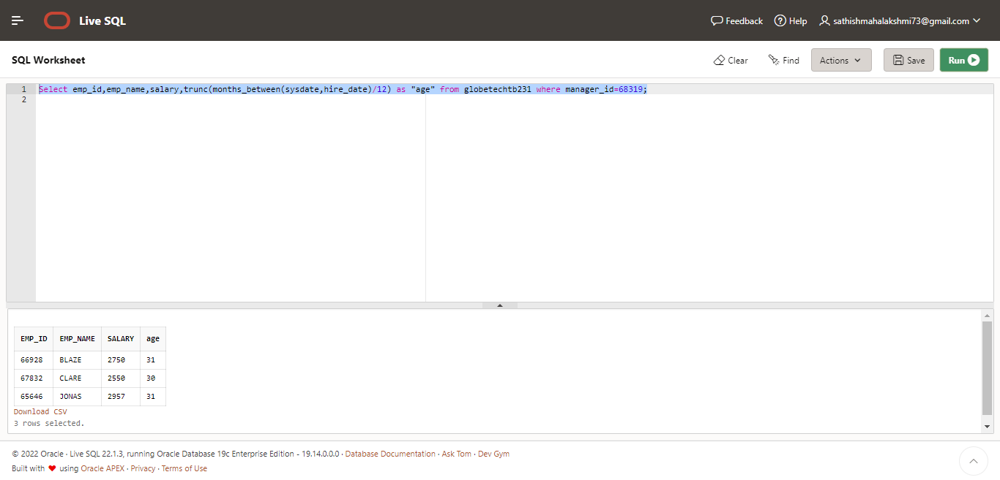 Live SQL
Feedback Help sathishmahalakshmi73@gmail.com
SQL Worksheet
Clear Find Actions Save Run
1 Select emp_id,emp_name,salary,trunc(months_between(sysdate,hire_date)/12) as "age" from globetechtb231 where manager_id=68319;
2
EMP_ID EMP_NAME SALARY age
66928 BLAZE 2750 31
67832 CLARE 2550 30
65646 JONAS 2957 31
Download CSV
3 rows selected.
© 2022 Oracle · Live SQL 22.1.3, running Oracle Database 19c Enterprise Edition - 19.14.0.0.0 · Database Documentation · Ask Tom · Dev Gym
Built with ❤ using Oracle APEX · Privacy · Terms of Use